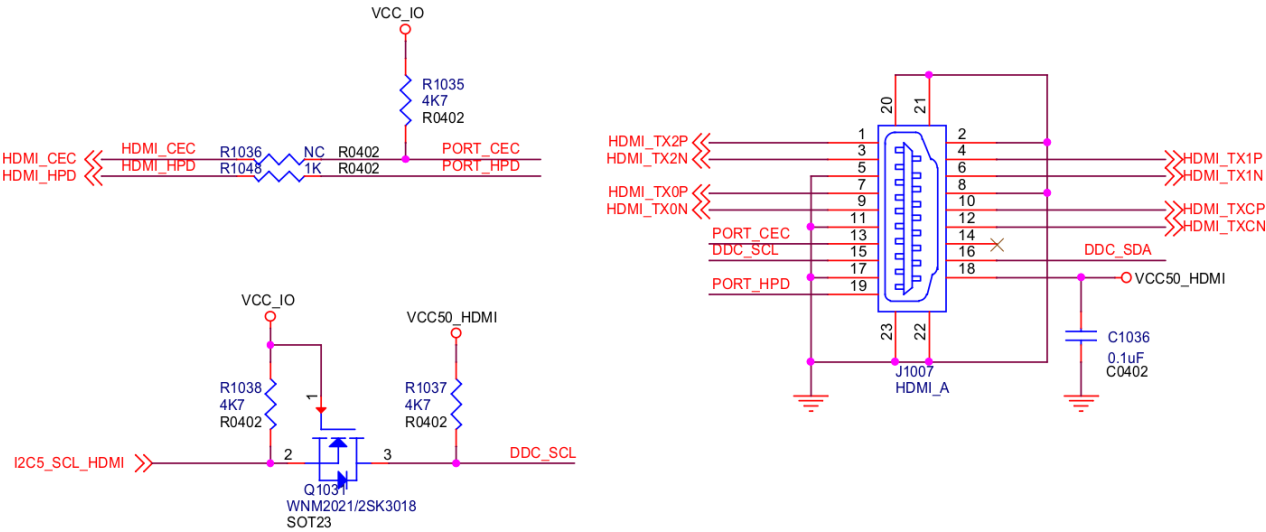 VCC_IO
R1035
4K7
R0402
HDMI_CEC HDMI_CEC R1036 NC R0402 PORT_CEC
HDMI_HPD HDMI_HPD R1048 1K R0402 PORT_HPD
VCC_IO
R1038
4K7
R0402
1
VCC50_HDMI
R1037
4K7
R0402
I2C5_SCL_HDMI 2 3 DDC_SCL
Q1031
WNM2021/2SK3018
SOT23
20 21
HDMI_TX2P 1 2
HDMI_TX2N 3 4 HDMI_TX1P
5 6 HDMI_TX1N
HDMI_TX0P 7 8
HDMI_TX0N 9 10 HDMI_TXCP
11 12 HDMI_TXCN
PORT_CEC 13 14
DDC_SCL 15 16 DDC_SDA
17 18 VCC50_HDMI
PORT_HPD 19
23 22
J1007
HDMI_A
C1036
0.1uF
C0402